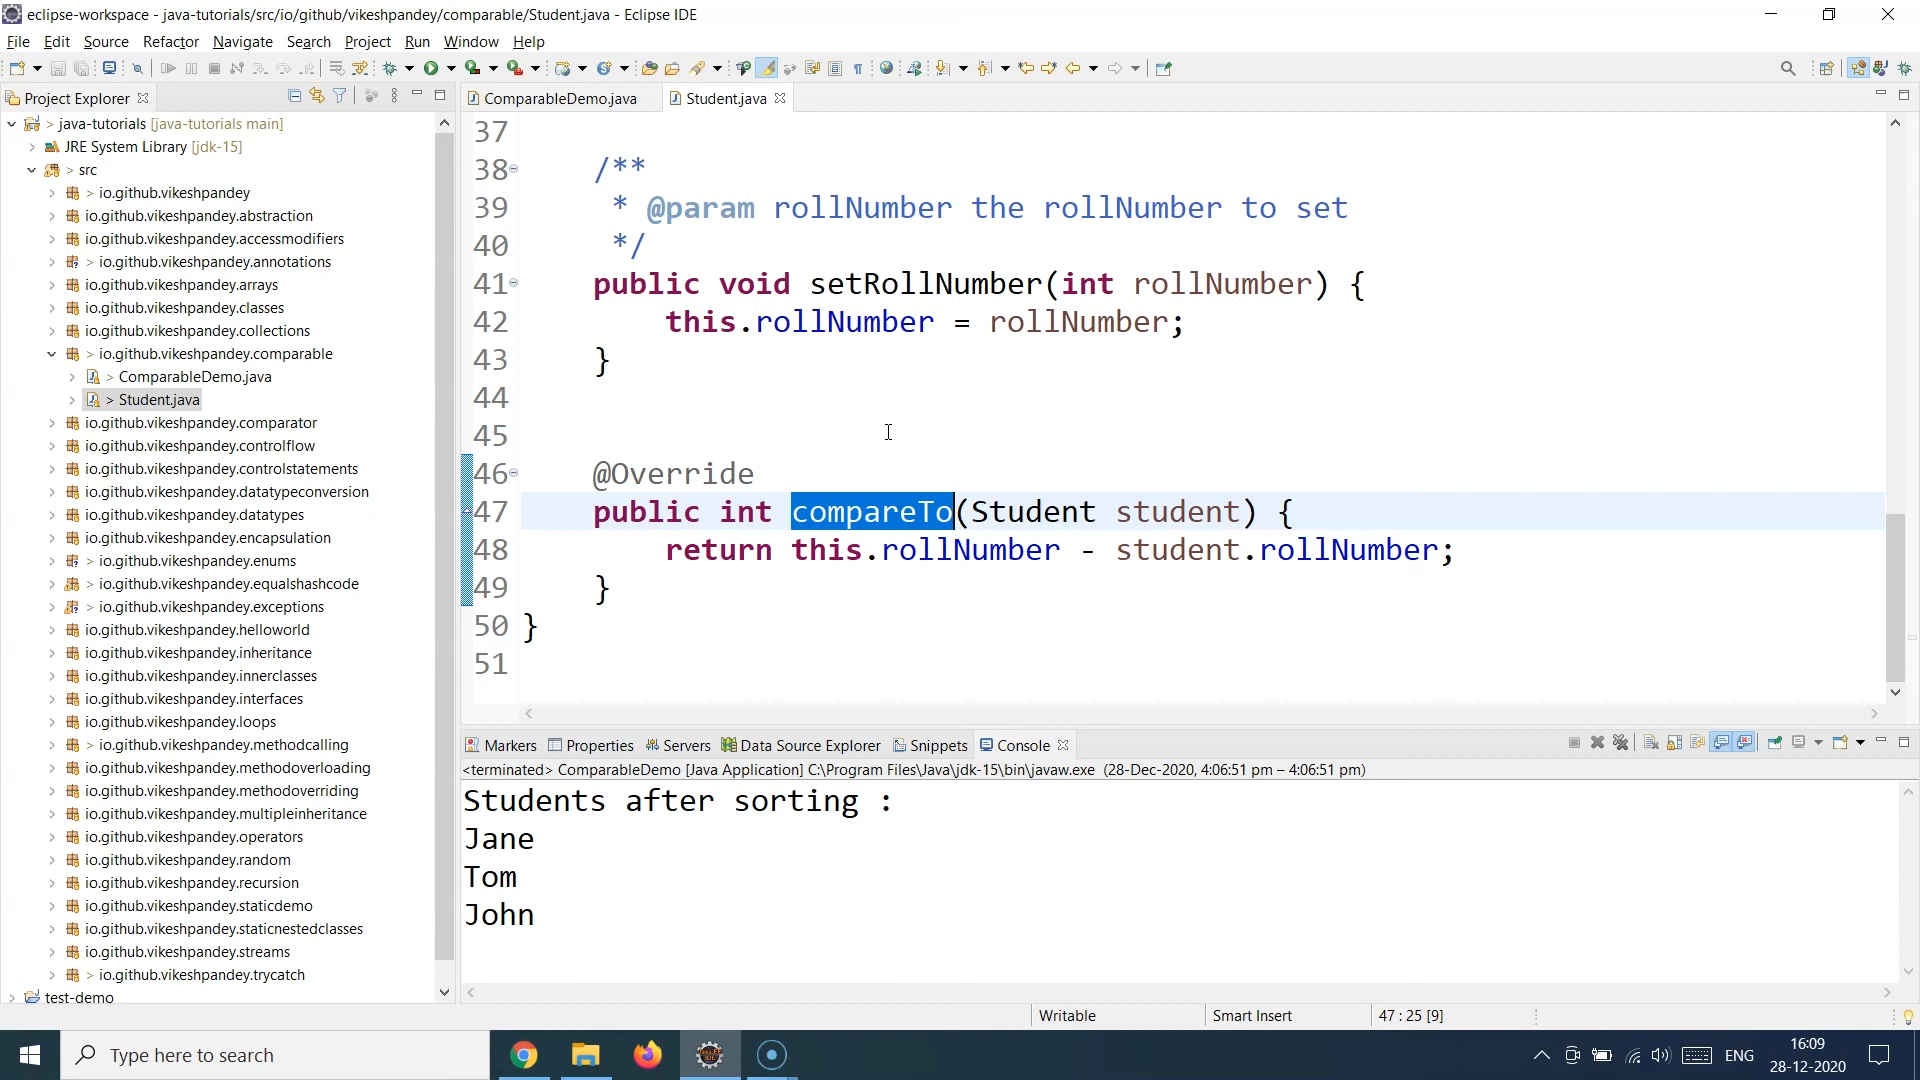 eclipse-workspace - java-tutorials/src/io/github/vikeshpandey/comparable/Student.java - Eclipse IDE
File Edit Source Refactor Navigate Search Project Run Window Help
Project Explorer
> java-tutorials [java-tutorials main]
JRE System Library [jdk-15]
> src
> io.github.vikeshpandey
io.github.vikeshpandey.abstraction
io.github.vikeshpandey.accessmodifiers
> io.github.vikeshpandey.annotations
io.github.vikeshpandey.arrays
io.github.vikeshpandey.classes
io.github.vikeshpandey.collections
> io.github.vikeshpandey.comparable
> ComparableDemo.java
> Student.java
io.github.vikeshpandey.comparator
io.github.vikeshpandey.controlflow
io.github.vikeshpandey.controlstatements
io.github.vikeshpandey.datatypeconversion
io.github.vikeshpandey.datatypes
io.github.vikeshpandey.encapsulation
> io.github.vikeshpandey.enums
> io.github.vikeshpandey.equalshashcode
> io.github.vikeshpandey.exceptions
io.github.vikeshpandey.helloworld
io.github.vikeshpandey.inheritance
io.github.vikeshpandey.innerclasses
io.github.vikeshpandey.interfaces
io.github.vikeshpandey.loops
> io.github.vikeshpandey.methodcalling
io.github.vikeshpandey.methodoverloading
io.github.vikeshpandey.methodoverriding
io.github.vikeshpandey.multipleinheritance
io.github.vikeshpandey.operators
io.github.vikeshpandey.random
io.github.vikeshpandey.recursion
io.github.vikeshpandey.staticdemo
io.github.vikeshpandey.staticnestedclasses
io.github.vikeshpandey.streams
> io.github.vikeshpandey.trycatch
test-demo
ComparableDemo.java Student.java
37
38 /**
39 * @param rollNumber the rollNumber to set
40 */
41 public void setRollNumber(int rollNumber) {
42 this.rollNumber = rollNumber;
43 }
44
45
46 @Override
47 public int compareTo(Student student) {
48 return this.rollNumber - student.rollNumber;
49 }
50 }
51
Markers Properties Servers Data Source Explorer Snippets Console
<terminated> ComparableDemo [Java Application] C:\Program Files\Java\jdk-15\bin\javaw.exe (28-Dec-2020, 4:06:51 pm – 4:06:51 pm)
Students after sorting :
Jane
Tom
John
Writable Smart Insert 47 : 25 [9]
Type here to search
ENG
16:09
28-12-2020